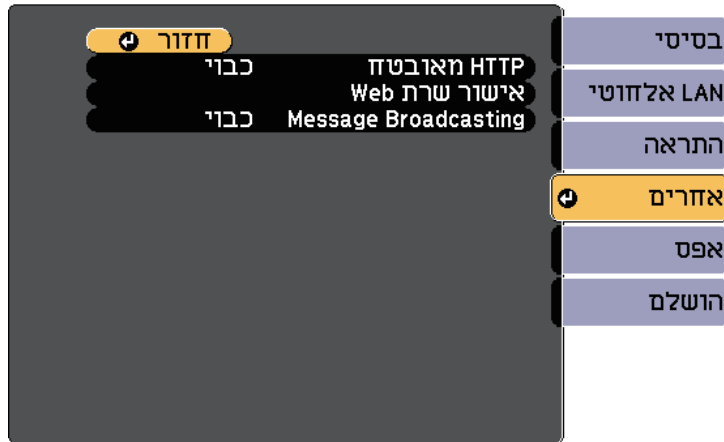 בסיסי
LAN אלחוטי
התראה
אחרים
אפס
הושלם
חזור
HTTP מאובטח כבוי
אישור שרת Web
Message Broadcasting כבוי